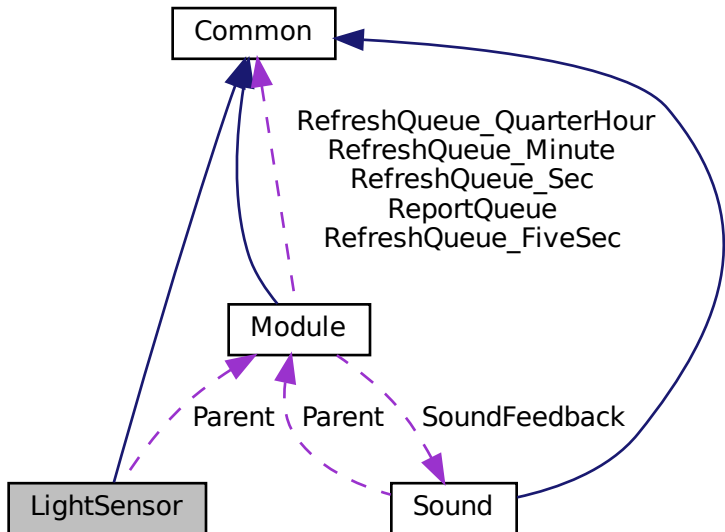 Common
RefreshQueue_QuarterHour
RefreshQueue_Minute
RefreshQueue_Sec
ReportQueue
RefreshQueue_FiveSec
Module
Parent
Parent
SoundFeedback
LightSensor
Sound